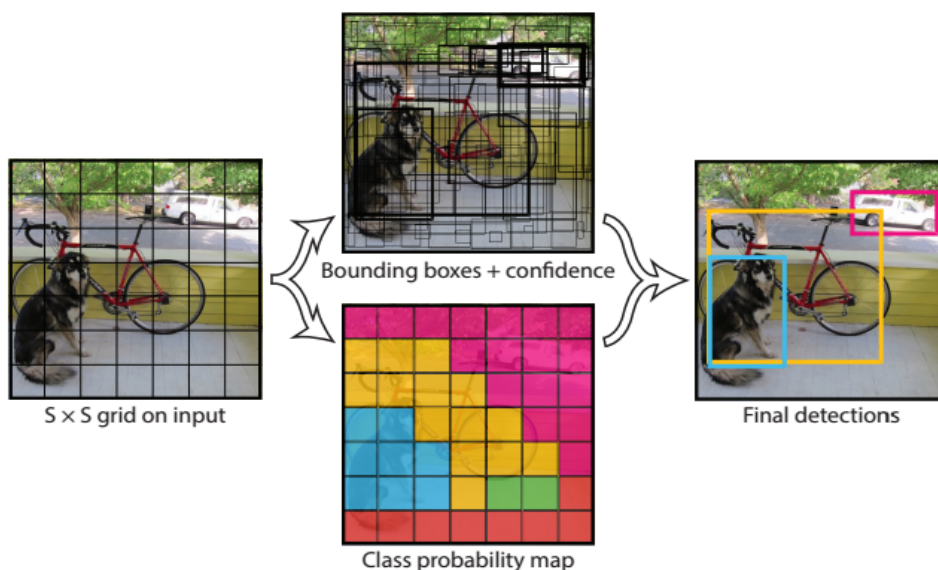 Bounding boxes + confidence
S × S grid on input
Final detections
Class probability map